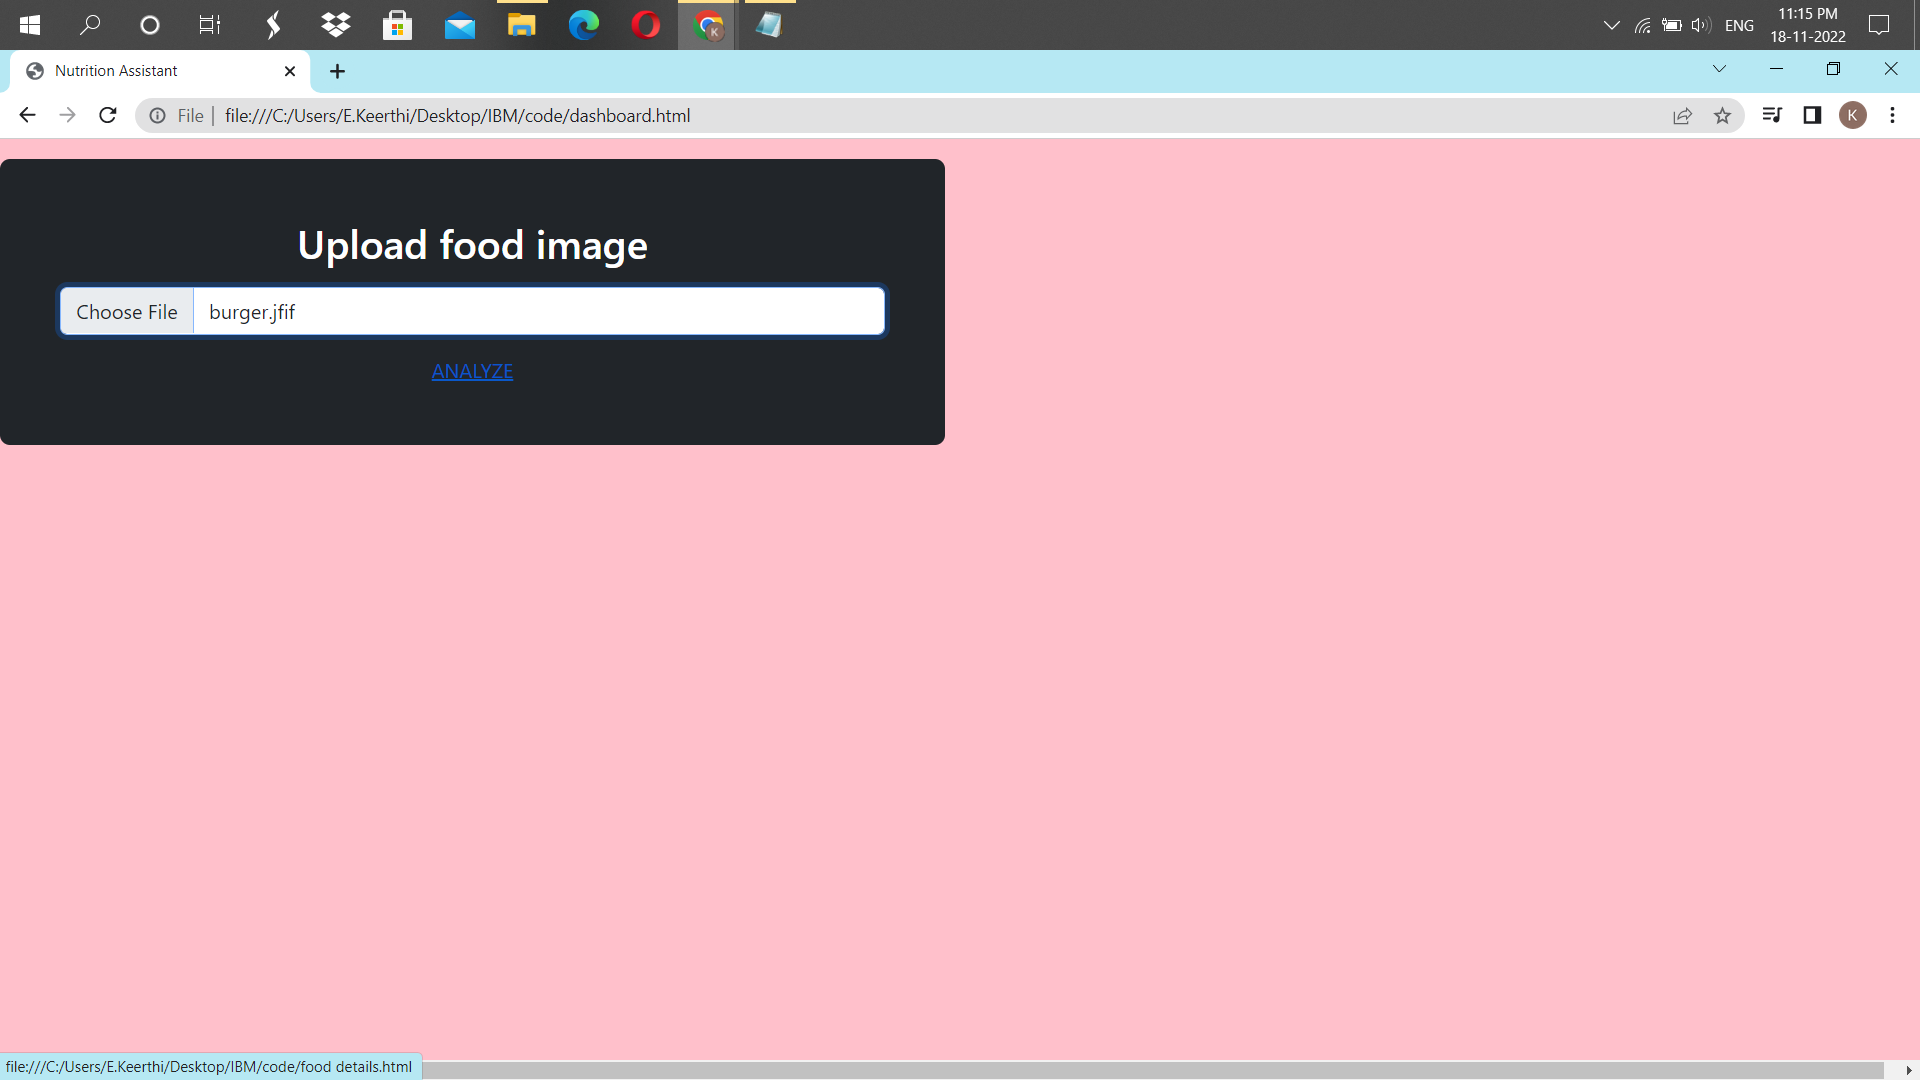 11:15 PM
ENG
18-11-2022
K
Nutrition Assistant
File
file:///C:/Users/E.Keerthi/Desktop/IBM/code/dashboard.html
K
Upload food image
Choose File
burger.jfif
ANALYZE
file:///C:/Users/E.Keerthi/Desktop/IBM/code/food details.html